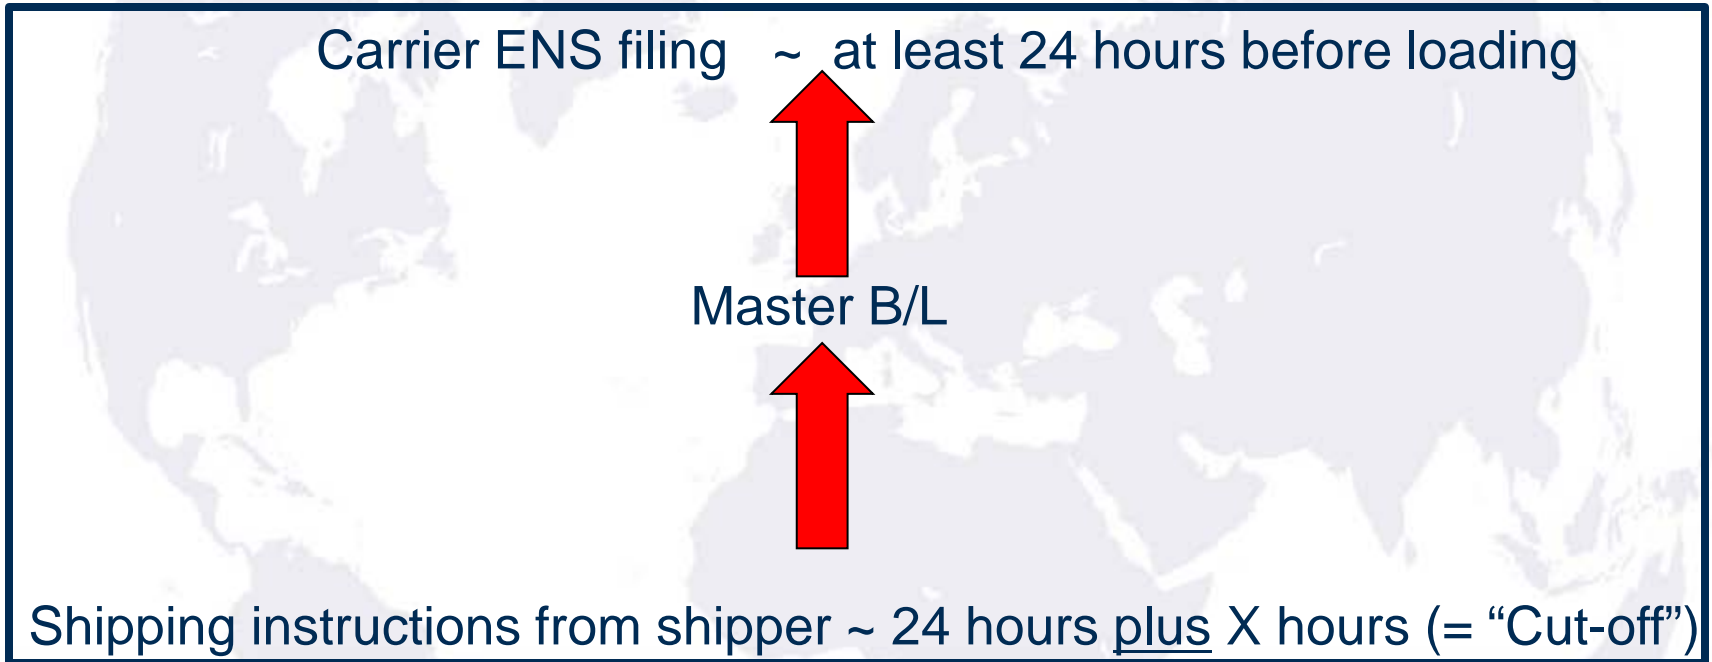 Carrier ENS filing ~ at least 24 hours before loading
Master B/L
Shipping instructions from shipper ~ 24 hours plus X hours (= “Cut-off”)